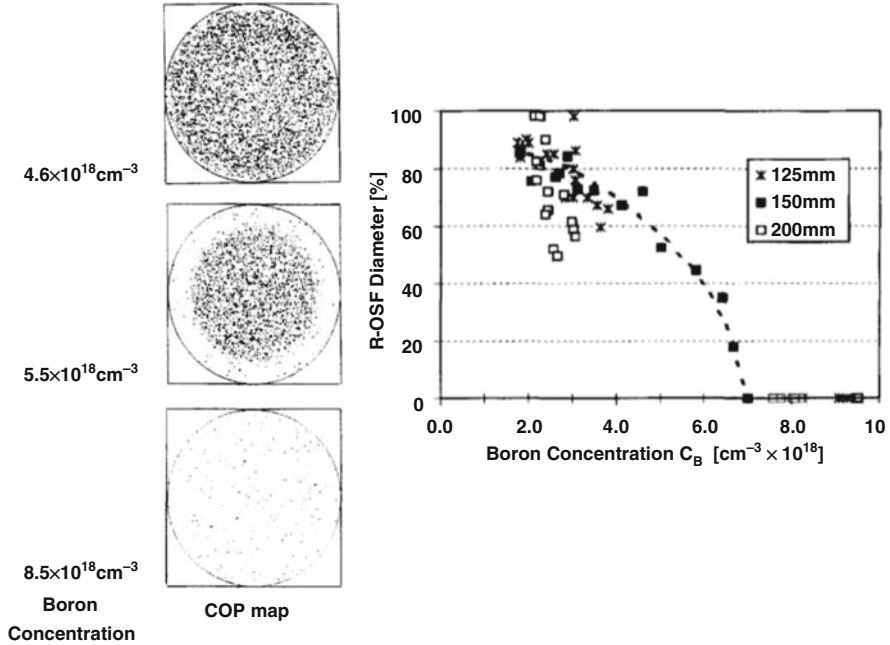 4.6×10¹⁸cm⁻³
5.5×10¹⁸cm⁻³
8.5×10¹⁸cm⁻³
Boron
Concentration
COP map
100
80
60
40
20
0
R-OSF Diameter [%]
125mm
150mm
200mm
0.0 2.0 4.0 6.0 8.0 10
Boron Concentration C_B [cm⁻³ × 10¹⁸]